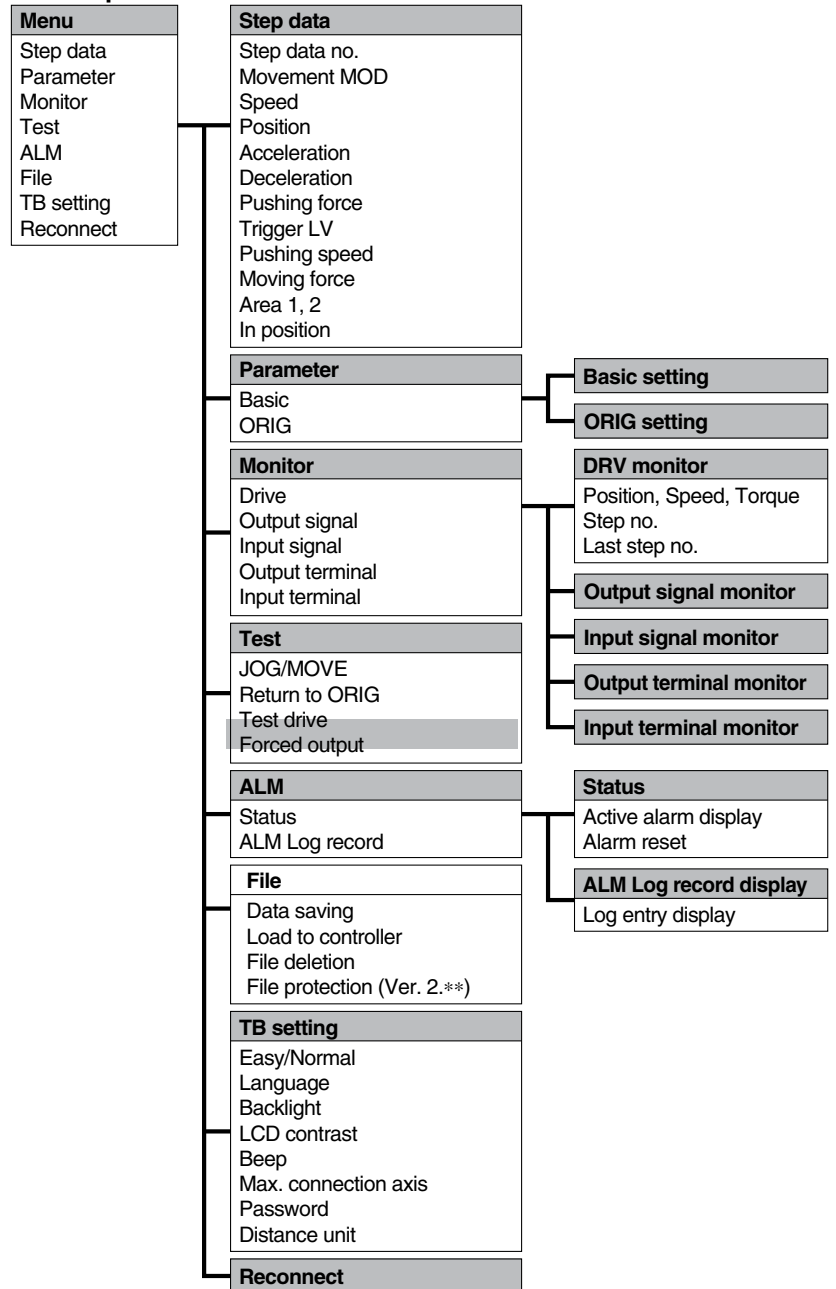 Menu
Step data
Parameter
Monitor
Test
ALM
File
TB setting
Reconnect
Step data
Step data no.
Movement MOD
Speed
Position
Acceleration
Deceleration
Pushing force
Trigger LV
Pushing speed
Moving force
Area 1, 2
In position
Parameter
Basic
ORIG
Basic setting
ORIG setting
Monitor
Drive
Output signal
Input signal
Output terminal
Input terminal
DRV monitor
Position, Speed, Torque
Step no.
Last step no.
Output signal monitor
Input signal monitor
Output terminal monitor
Input terminal monitor
Test
JOG/MOVE
Return to ORIG
Test drive
Forced output
ALM
Status
ALM Log record
Status
Active alarm display
Alarm reset
ALM Log record display
Log entry display
File
Data saving
Load to controller
File deletion
File protection (Ver. 2.**)
TB setting
Easy/Normal
Language
Backlight
LCD contrast
Beep
Max. connection axis
Password
Distance unit
Reconnect